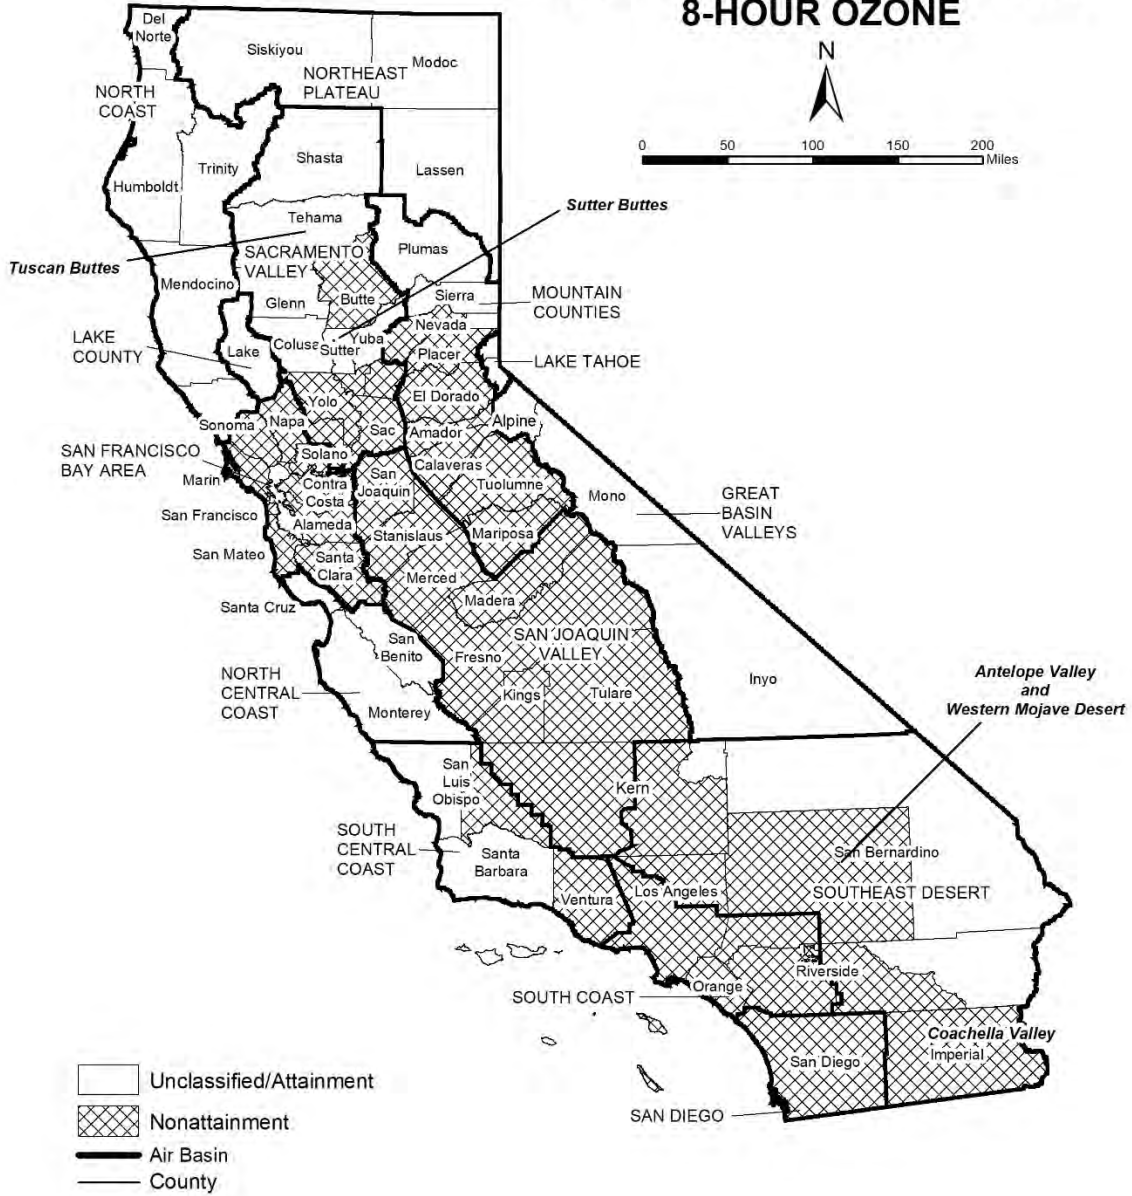 8-HOUR OZONE
N
0 50 100 150 200
Miles
Del
Norte
Siskiyou
Modoc
NORTHEAST
PLATEAU
NORTH
COAST
Shasta
Trinity
Lassen
Humboldt
Sutter Buttes
Tehama
Plumas
SACRAMENTO
VALLEY
Tuscan Buttes
Mendocino
Sierra
MOUNTAIN
COUNTIES
Glenn
Butte
Nevada
LAKE
COUNTY
Lake
Colusa
Sutter
Yuba
Placer
LAKE TAHOE
El Dorado
Yolo
Sonoma
Napa
Sac
Amador
Alpine
SAN FRANCISCO
BAY AREA
Solano
Calaveras
Marin
Contra
Costa
San
Joaquin
Tuolumne
Mono
GREAT
BASIN
VALLEYS
San Francisco
Alameda
Stanislaus
Mariposa
San Mateo
Santa
Clara
Merced
Madera
Santa Cruz
San
Benito
Fresno
SAN JOAQUIN
VALLEY
NORTH
CENTRAL
COAST
Kings
Tulare
Inyo
Antelope Valley
and
Western Mojave Desert
Monterey
San
Luis
Obispo
Kern
SOUTH
CENTRAL
COAST
Santa
Barbara
San Bernardino
Ventura
Los Angeles
SOUTHEAST DESERT
Riverside
Orange
SOUTH COAST
Coachella Valley
Imperial
San Diego
SAN DIEGO
Unclassified/Attainment
Nonattainment
Air Basin
County